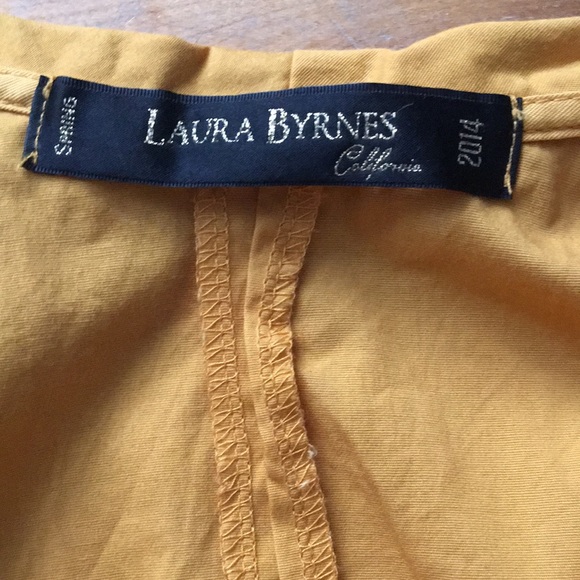 SPRING
LAURA BYRNES
California
2014